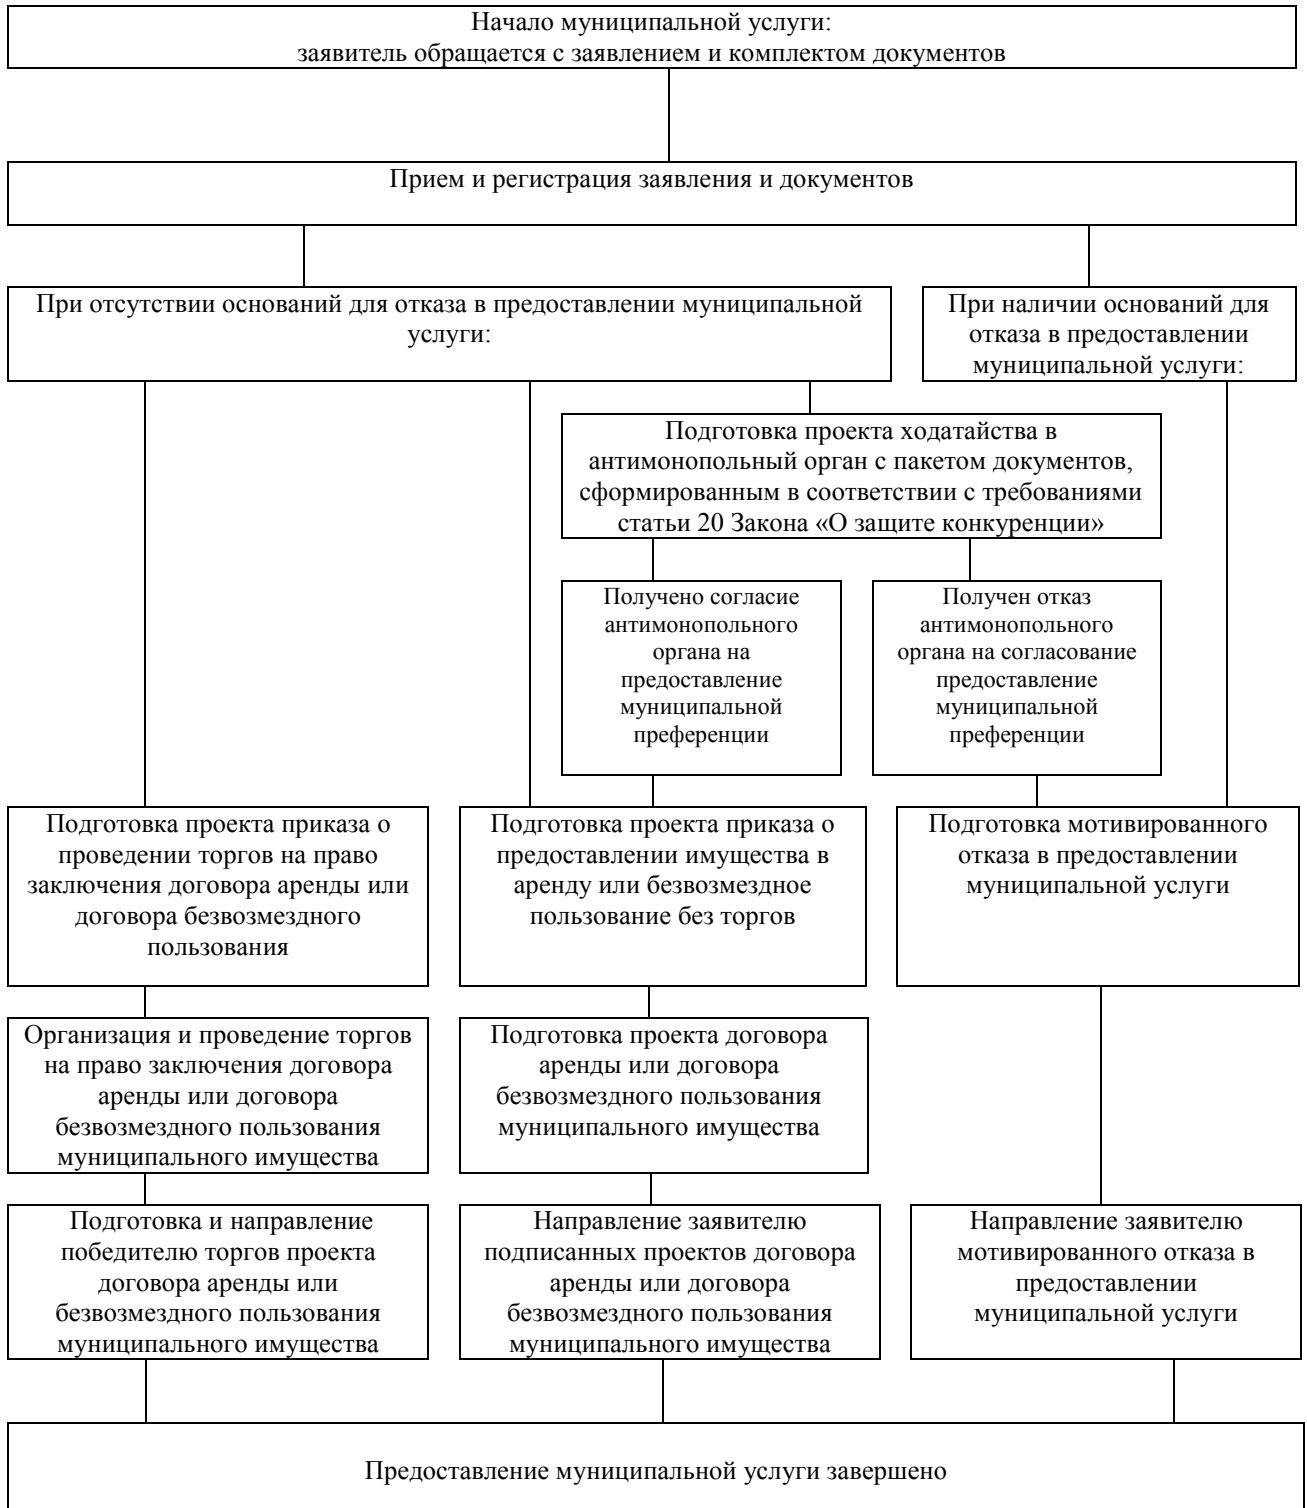 Начало муниципальной услуги:
заявитель обращается с заявлением и комплектом документов
Прием и регистрация заявления и документов
При отсутствии оснований для отказа в предоставлении муниципальной
услуги:
При наличии оснований для
отказа в предоставлении
муниципальной услуги:
Подготовка проекта ходатайства в
антимонопольный орган с пакетом документов,
сформированным в соответствии с требованиями
статьи 20 Закона «О защите конкуренции»
Получено согласие
антимонопольного
органа на
предоставление
муниципальной
преференции
Получен отказ
антимонопольного
органа на согласование
предоставление
муниципальной
преференции
Подготовка проекта приказа о
проведении торгов на право
заключения договора аренды или
договора безвозмездного
пользования
Подготовка проекта приказа о
предоставлении имущества в
аренду или безвозмездное
пользование без торгов
Подготовка мотивированного
отказа в предоставлении
муниципальной услуги
Организация и проведение торгов
на право заключения договора
аренды или договора
безвозмездного пользования
муниципального имущества
Подготовка проекта договора
аренды или договора
безвозмездного пользования
муниципального имущества
Подготовка и направление
победителю торгов проекта
договора аренды или
безвозмездного пользования
муниципального имущества
Направление заявителю
подписанных проектов договора
аренды или договора
безвозмездного пользования
муниципального имущества
Направление заявителю
мотивированного отказа в
предоставлении
муниципальной услуги
Предоставление муниципальной услуги завершено